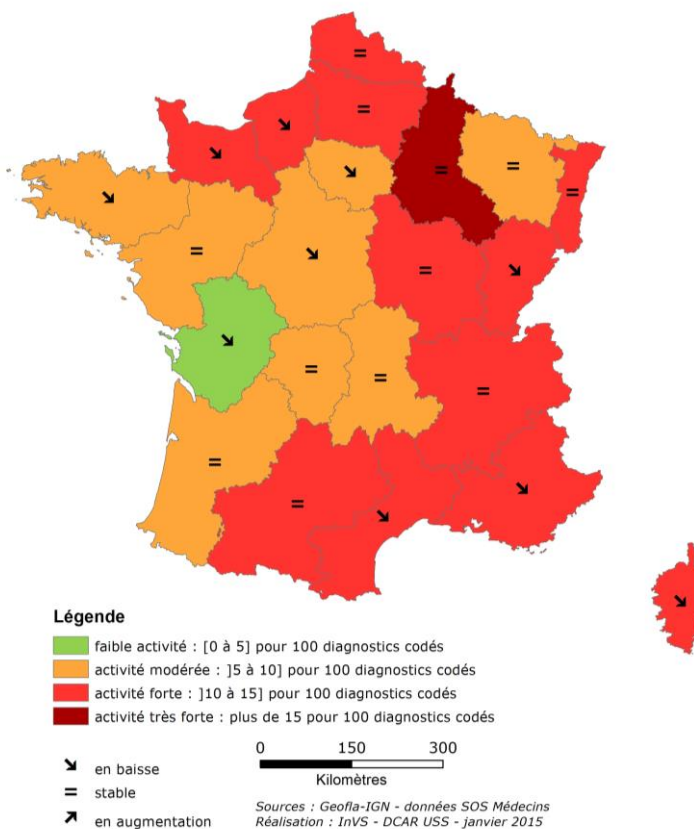 =
=
↘
↘
=
=
↘
↘
=
=
↘
=
↘
↘
=
=
=
=
=
↘
↘
↘
Légende
faible activité : [0 à 5] pour 100 diagnostics codés
activité modérée : ]5 à 10] pour 100 diagnostics codés
activité forte : ]10 à 15] pour 100 diagnostics codés
activité très forte : plus de 15 pour 100 diagnostics codés
↘ en baisse
= stable
↗ en augmentation
0 150 300
Kilomètres
Sources : Geofla-IGN - données SOS Médecins
Réalisation : InVS - DCAR USS - janvier 2015